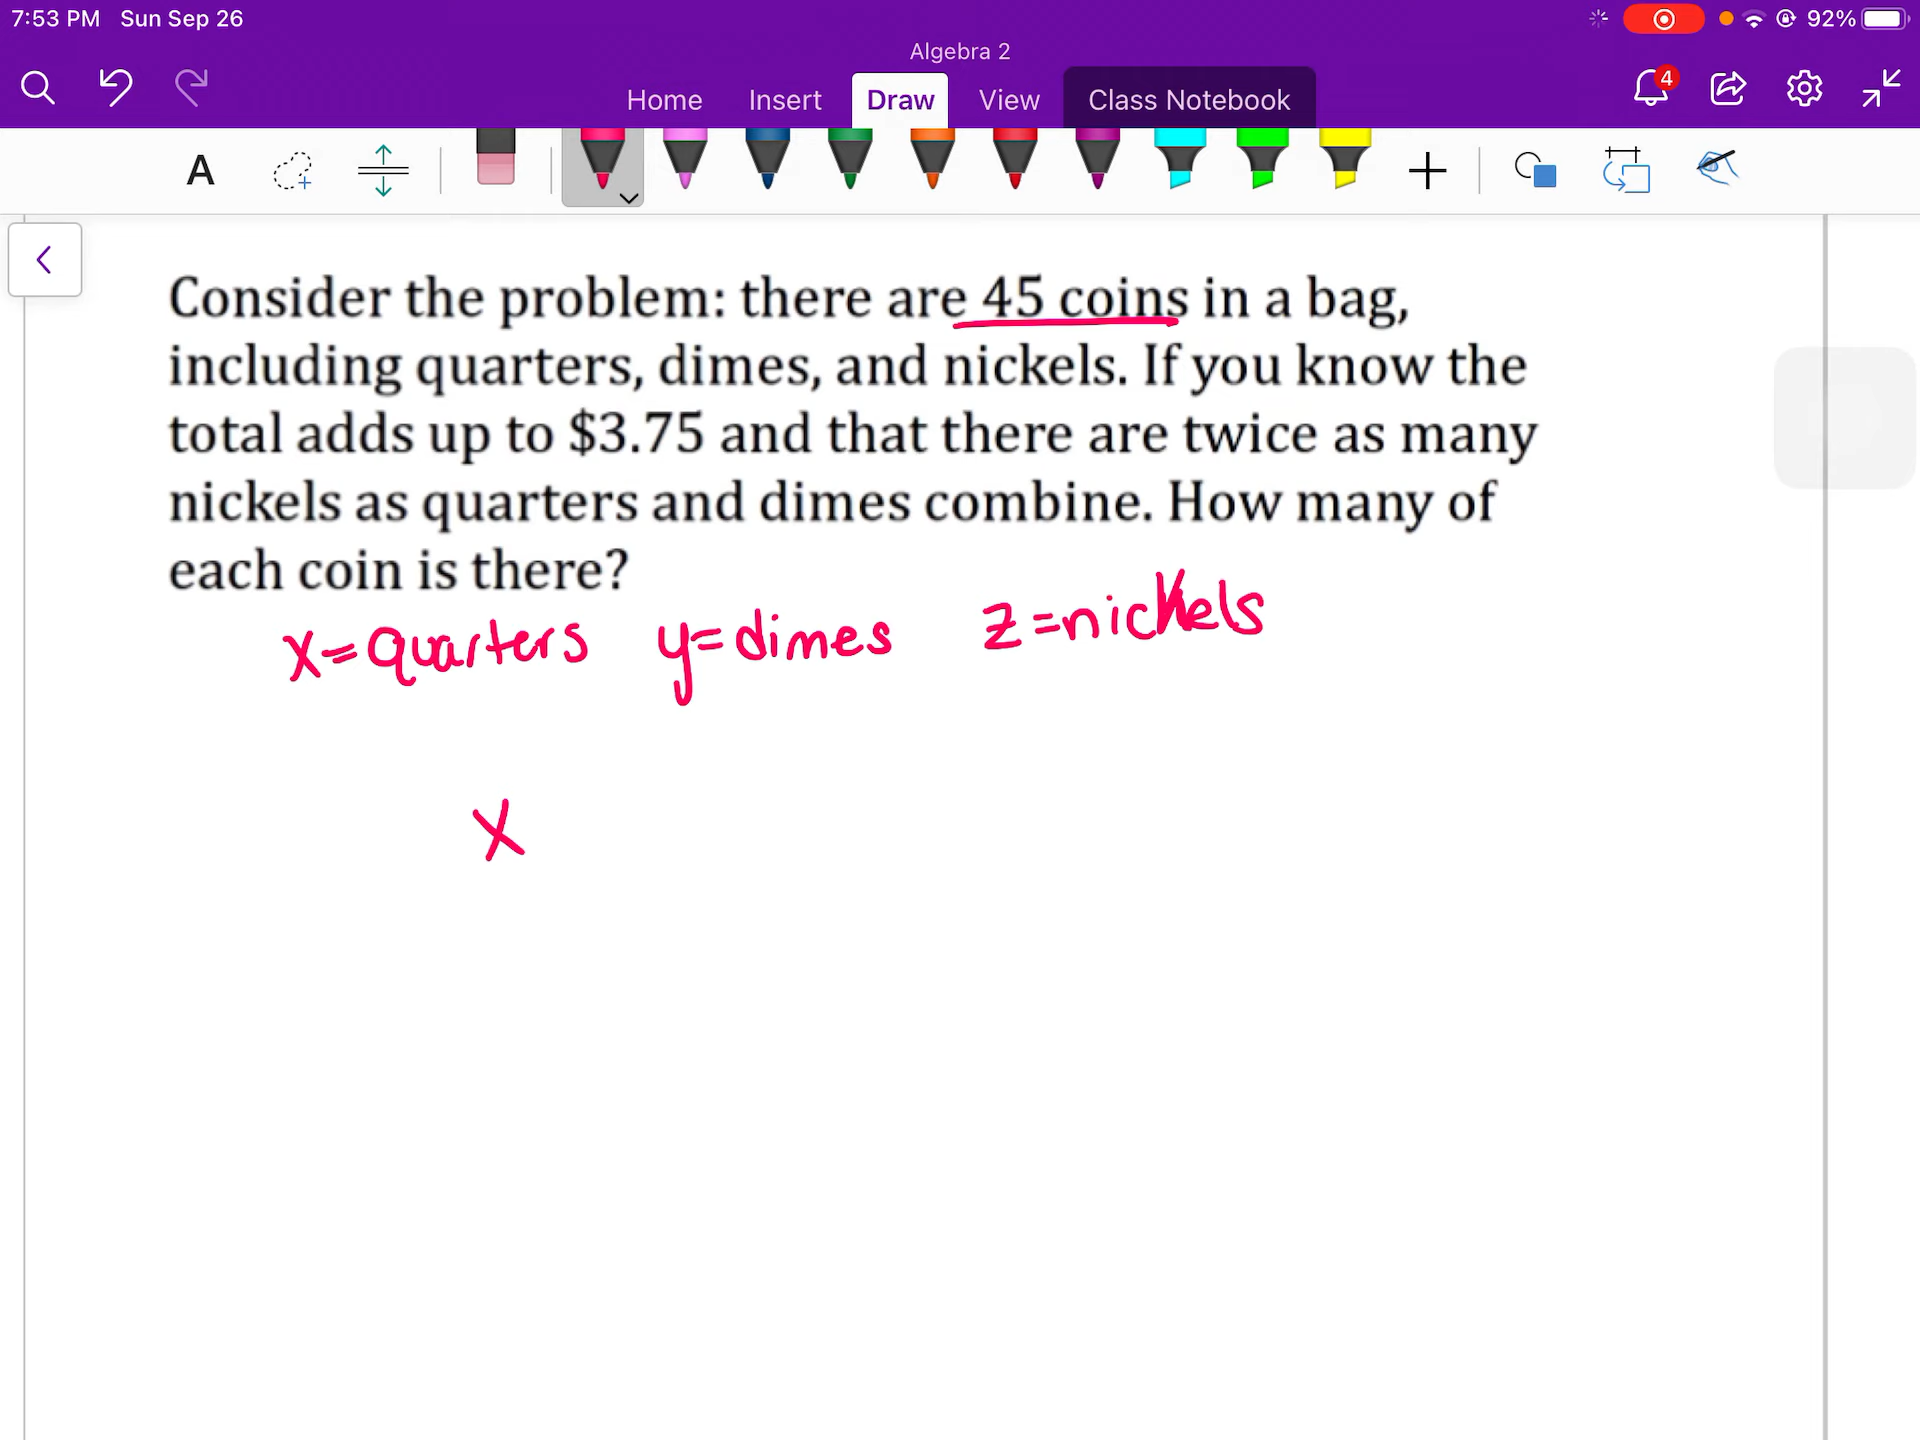 7:53 PM Sun Sep 26
92%
Algebra 2
4
Home Insert Draw View Class Notebook
A
Consider the problem: there are 45 coins in a bag,
including quarters, dimes, and nickels. If you know the
total adds up to $3.75 and that there are twice as many
nickels as quarters and dimes combine. How many of
each coin is there?
x=quarters y=dimes z=nickels
x